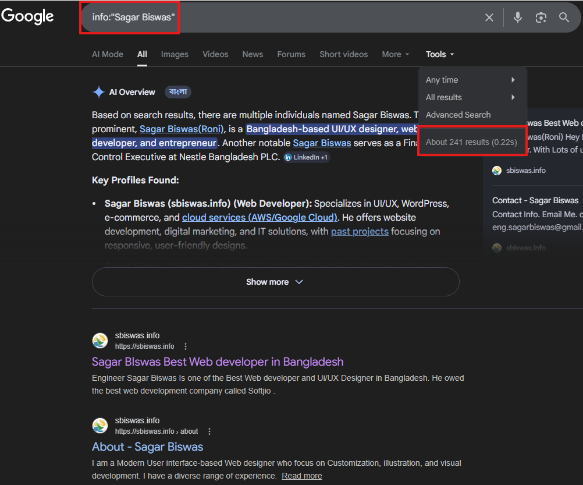 Google
info:"Sagar Biswas"
AI Mode All Images Videos News Forums Short videos More Tools
Any time
All results
Advanced Search
About 241 results (0.22s)
AI Overview বাংলা
Based on search results, there are multiple individuals named Sagar Biswas. T
prominent, Sagar Biswas(Roni), is a Bangladesh-based UI/UX designer, web
developer, and entrepreneur. Another notable Sagar Biswas serves as a Fina
Control Executive at Nestle Bangladesh PLC. LinkedIn +1
Key Profiles Found:
• Sagar Biswas (sbiswas.info) (Web Developer): Specializes in UI/UX, WordPress,
e-commerce, and cloud services (AWS/Google Cloud). He offers website
development, digital marketing, and IT solutions, with past projects focusing on
responsive, user-friendly designs.
Show more
was Best Web D
was(Roni) Hey f
r. With Lots of u
sbiswas.info
Contact - Sagar Biswas
Contact Info. Email Me. c
eng.sagarbiswas@gmail.
sbiswas.info
sbiswas info
https://sbiswas.info
Sagar BIswas Best Web developer in Bangladesh
Engineer Sagar Biswas Is one of the Best Web developer and UI/UX Designer in Bangladesh. He owed
the best web development company called Softjio .
sbiswas info
https://sbiswas.info › about
About - Sagar Biswas
I am a Modern User Interface-based Web designer who focus on Customization, Illustration, and visual
development. I have a diverse range of experience. Read more